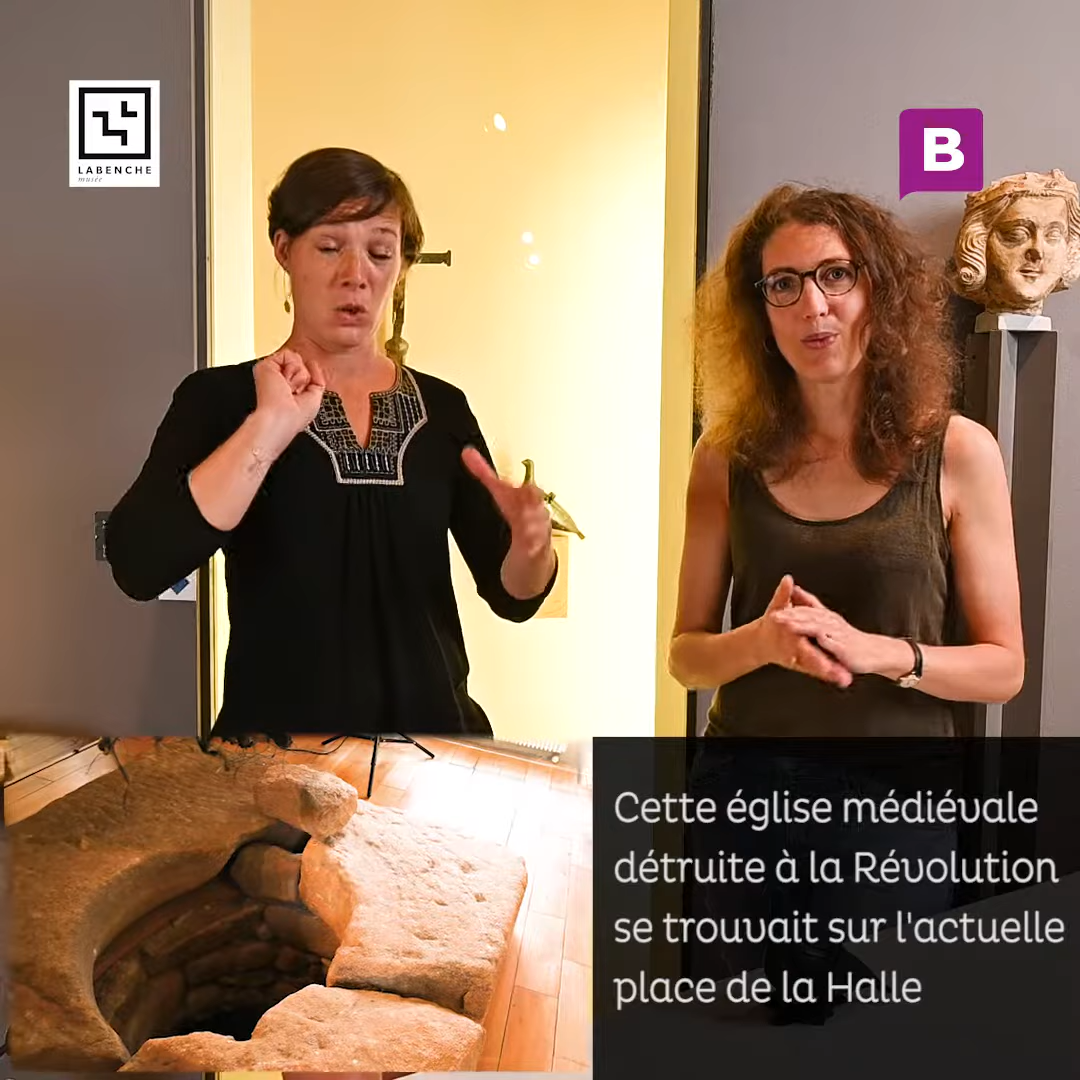 LABENCHE
musée
B
Cette église médiévale
détruite à la Révolution
se trouvait sur l'actuelle
place de la Halle